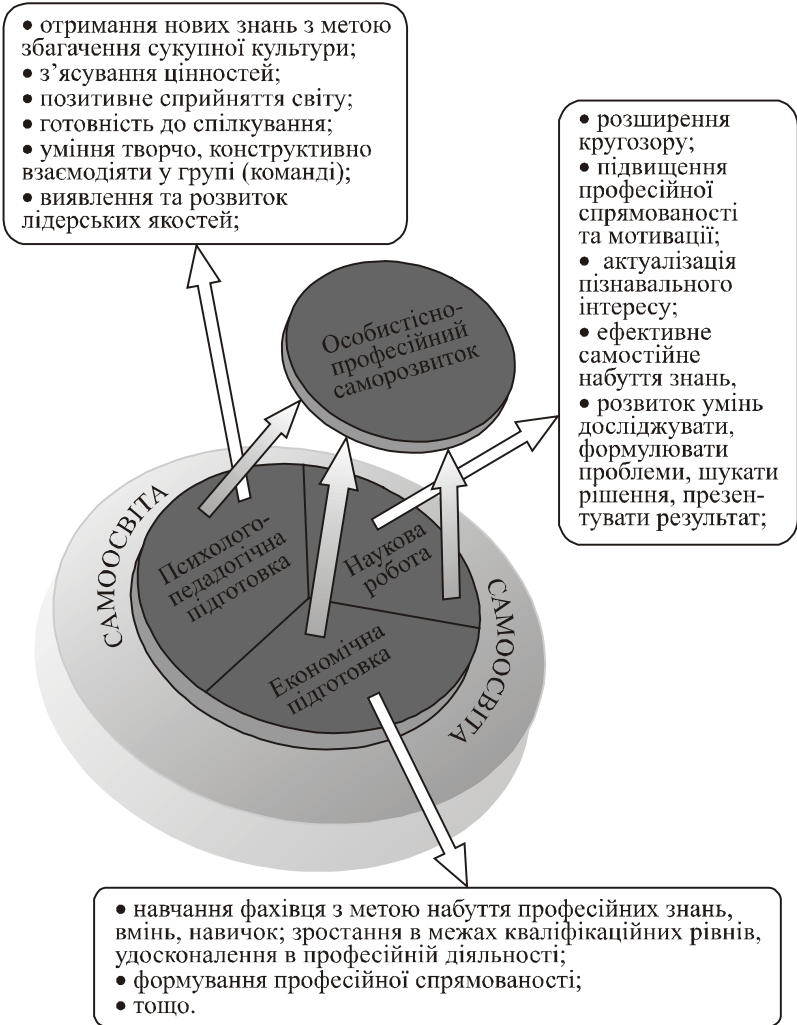 • отримання нових знань з метою
збагачення сукупної культури;
• з’ясування цінностей;
• позитивне сприйняття світу;
• готовність до спілкування;
• уміння творчо, конструктивно
взаємодіяти у групі (команді);
• виявлення та розвиток
лідерських якостей;
• розширення
кругозору;
• підвищення
професійної
спрямованості
та мотивації;
• актуалізація
пізнавального
інтересу;
• ефективне
самостійне
набуття знань,
• розвиток умінь
досліджувати,
формулювати
проблеми, шукати
рішення, презен-
тувати результат;
Особистісно-
професійний
саморозвиток
САМООСВІТА
Психолого-
педадогічна
підготовка
Наукова
робота
Економічна
підготовка
САМООСВІТА
• навчання фахівця з метою набуття професійних знань,
вмінь, навичок; зростання в межах кваліфікаційних рівнів,
удосконалення в професійній діяльності;
• формування професійної спрямованості;
• тощо.